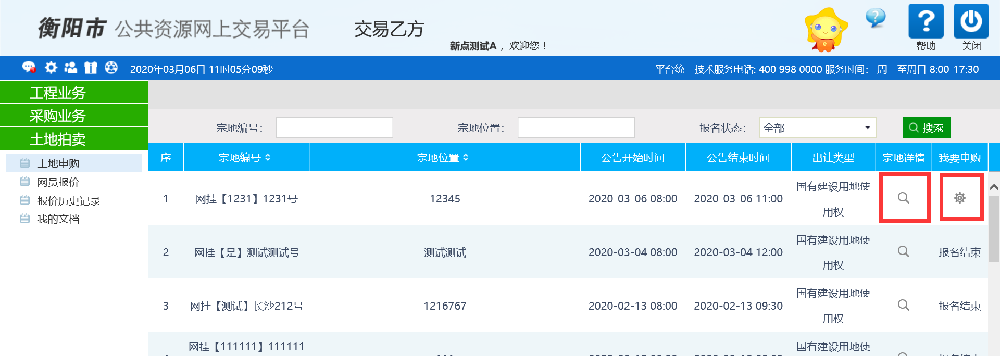 衡阳市 公共资源网上交易平台 交易乙方
新点测试A ，欢迎您！
帮助
关闭
2020年03月06日 11时05分09秒
平台统一技术服务电话: 400 998 0000 服务时间： 周一至周日 8:00-17:30
工程业务
采购业务
土地拍卖
土地申购
网员报价
报价历史记录
我的文档
宗地编号：
宗地位置：
报名状态： 全部
搜索
序 宗地编号 宗地位置 公告开始时间 公告结束时间 出让类型 宗地详情 我要申购
1 网挂【1231】1231号 12345 2020-03-06 08:00 2020-03-06 11:00 国有建设用地使
用权
2 网挂【是】测试测试号 测试测试 2020-03-04 08:00 2020-03-04 12:00 国有建设用地使
用权 报名结束
3 网挂【测试】长沙212号 1216767 2020-02-13 08:00 2020-02-13 09:30 国有建设用地使
用权 报名结束
网挂【111111】111111 国有建设用地使